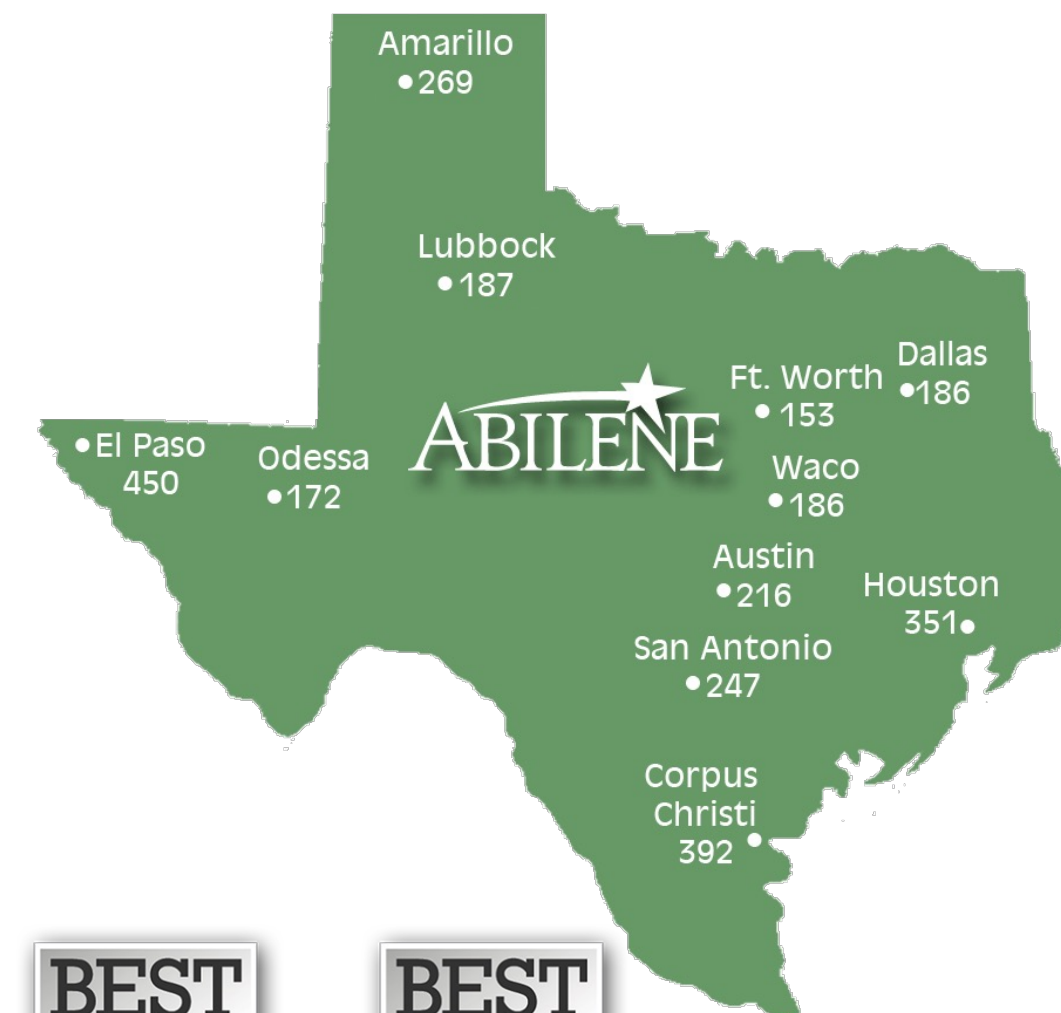 Amarillo
269
Lubbock
187
Dallas
186
Ft. Worth
153
ABILENE
El Paso
450
Odessa
172
Waco
186
Austin
216
Houston
351
San Antonio
247
Corpus
Christi
392
BEST
BEST